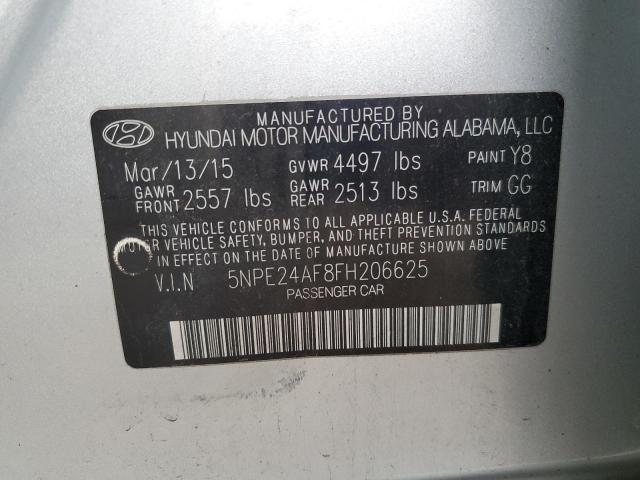 MANUFACTURED BY
HYUNDAI MOTOR MANUFACTURING ALABAMA, LLC
Mar/13/15 GVWR 4497 lbs PAINT Y8
GAWR FRONT 2557 lbs GAWR REAR 2513 lbs TRIM GG
THIS VEHICLE CONFORMS TO ALL APPLICABLE U.S.A. FEDERAL
MOTOR VEHICLE SAFETY, BUMPER, AND THEFT PREVENTION
STANDARDS IN EFFECT ON THE DATE OF MANUFACTURE SHOWN ABOVE.
V.I.N 5NPE24AF8FH206625
PASSENGER CAR